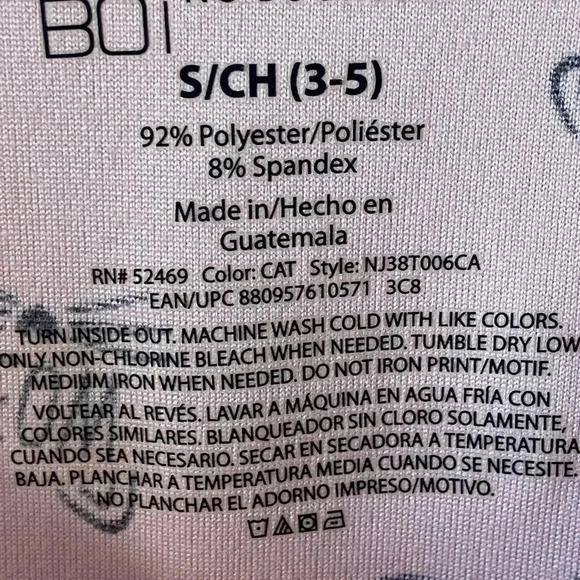 BOT
S/CH (3-5)
92% Polyester/Poliéster
8% Spandex
Made in/Hecho en
Guatemala
RN# 52469 Color: CAT Style: NJ38T006CA
EAN/UPC 880957610571 3C8
TURN INSIDE OUT. MACHINE WASH COLD WITH LIKE COLORS.
ONLY NON-CHLORINE BLEACH WHEN NEEDED. TUMBLE DRY LOW
MEDIUM IRON WHEN NEEDED. DO NOT IRON PRINT/MOTIF.
VOLTEAR AL REVÉS. LAVAR A MÁQUINA EN AGUA FRÍA CON
COLORES SIMILARES. BLANQUEADOR SIN CLORO SOLAMENTE,
CUANDO SEA NECESARIO. SECAR EN SECADORA A TEMPERATURA
BAJA. PLANCHAR A TEMPERATURA MEDIA CUANDO SE NECESITE.
NO PLANCHAR EL ADORNO IMPRESO/MOTIVO.